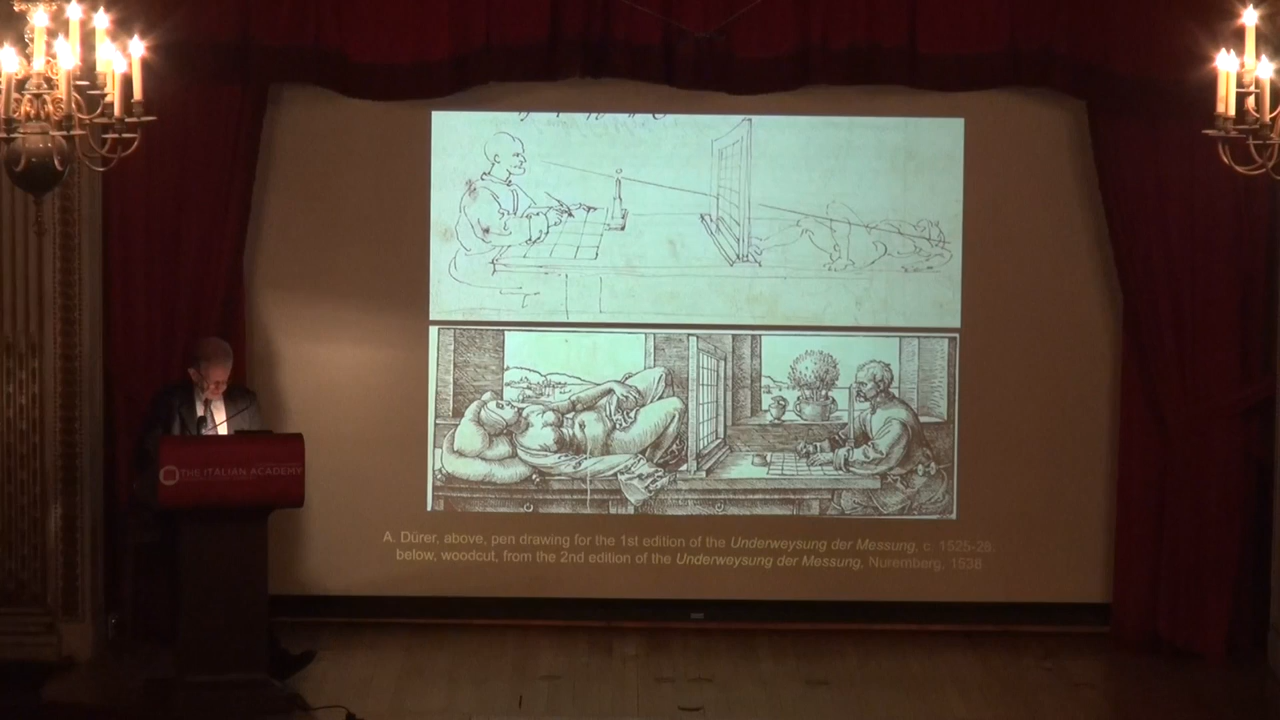 THE ITALIAN ACADEMY
A. Dürer, above, pen drawing for the 1st edition of the Underweysung der Messung, c. 1525-28;
below, woodcut, from the 2nd edition of the Underweysung der Messung, Nuremberg, 1538